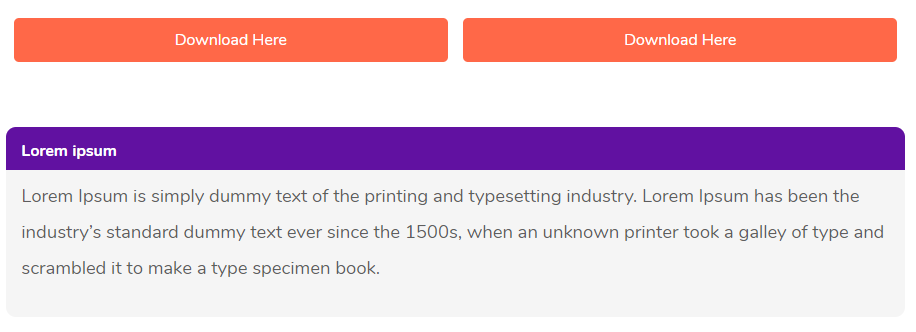 Download Here
Download Here
Lorem ipsum
Lorem Ipsum is simply dummy text of the printing and typesetting industry. Lorem Ipsum has been the
industry’s standard dummy text ever since the 1500s, when an unknown printer took a galley of type and
scrambled it to make a type specimen book.